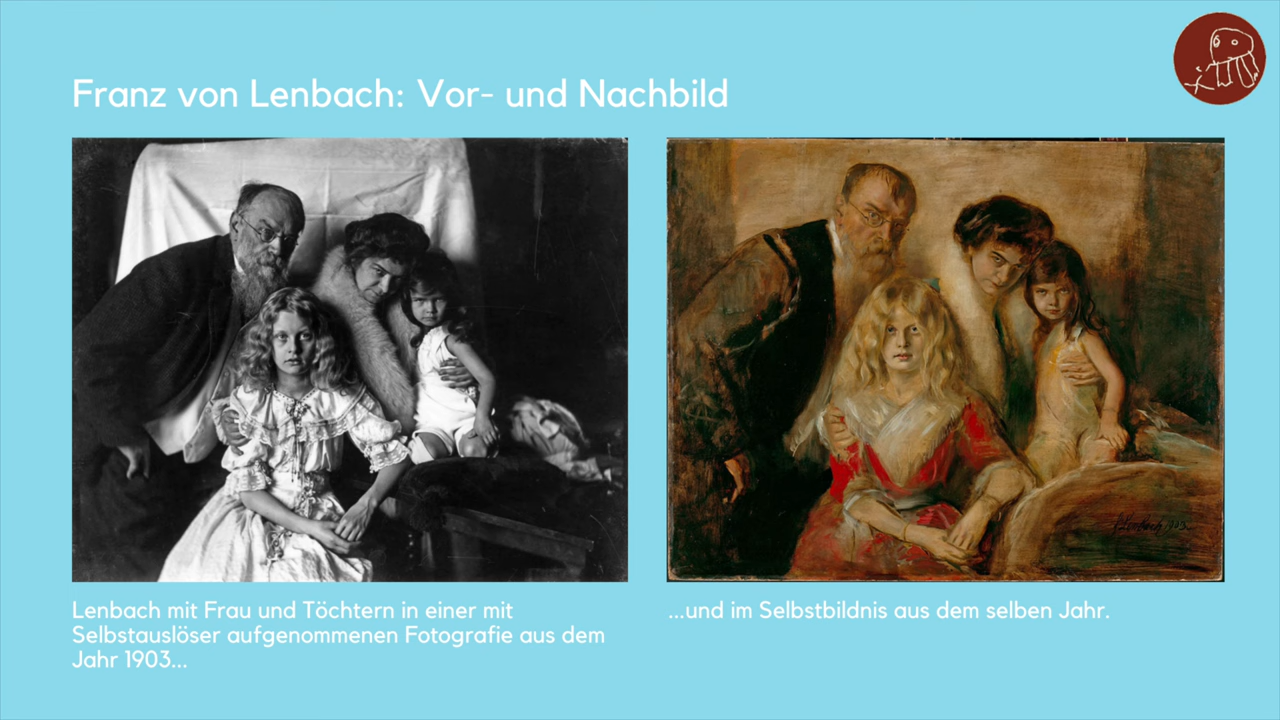 Franz von Lenbach: Vor- und Nachbild
Lenbach mit Frau und Töchtern in einer mit
Selbstauslöser aufgenommenen Fotografie aus dem
Jahr 1903...
...und im Selbstbildnis aus dem selben Jahr.